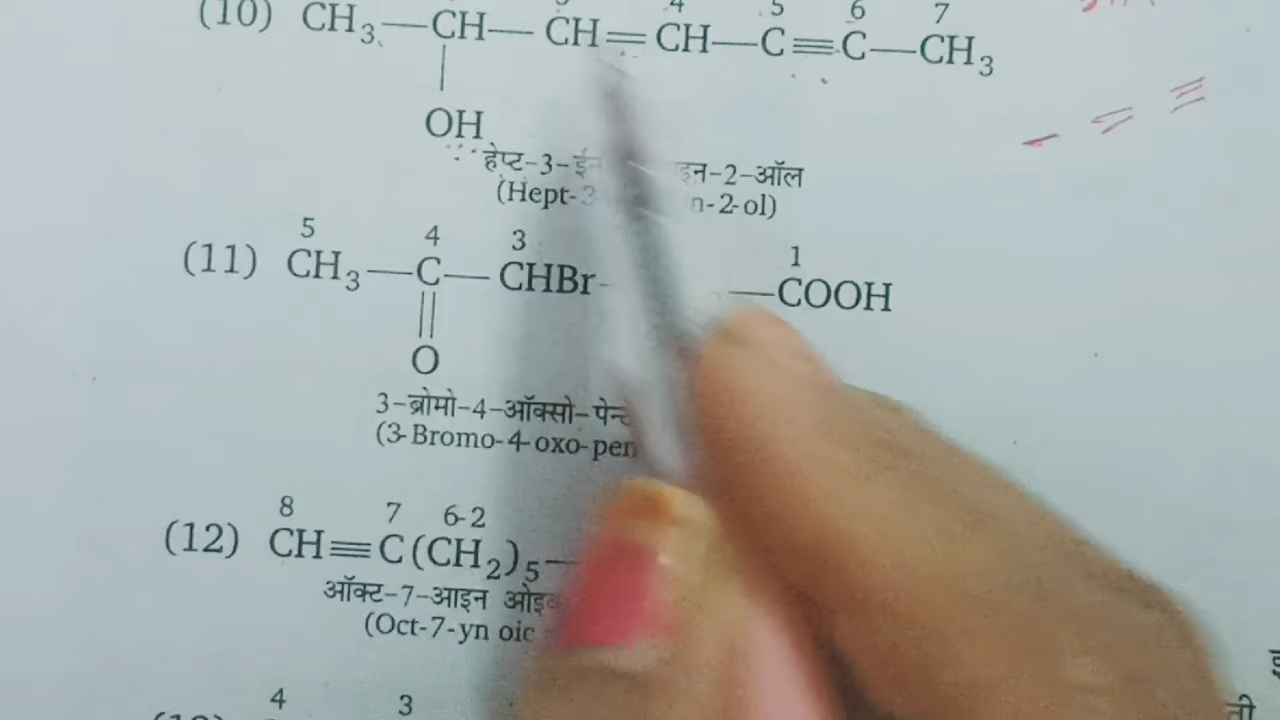 4 5 6 7
(10) CH3—CH—CH=CH—C≡C—CH3
OH
हेप्ट-3- -2-ऑल
(Hept-3 n-2-ol)
5 4 3 1
(11) CH3—C—CHBr- —COOH
O
3-ब्रोमो-4-ऑक्सो-
(3-Bromo-4-oxo-pen
8 7 6-2
(12) CH≡C(CH2)5—
ऑक्ट-7-आइन
(Oct-7-yn oic
4 3